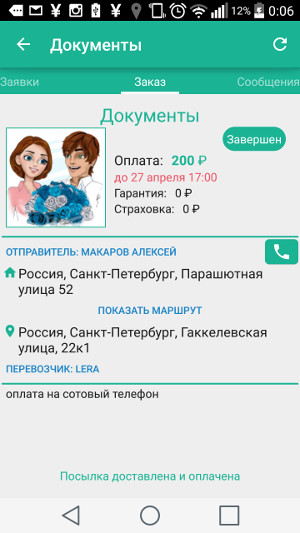 12% 0:06
Документы
Заявки Заказ Сообщения
Документы
Завершен
Оплата: 200 ₽
до 27 апреля 17:00
Гарантия: 0 ₽
Страховка: 0 ₽
ОТПРАВИТЕЛЬ: МАКАРОВ АЛЕКСЕЙ
Россия, Санкт-Петербург, Парашютная
улица 52
ПОКАЗАТЬ МАРШРУТ
Россия, Санкт-Петербург, Гаккелевская
улица, 22к1
ПЕРЕВОЗЧИК: LERA
оплата на сотовый телефон
Посылка доставлена и оплачена